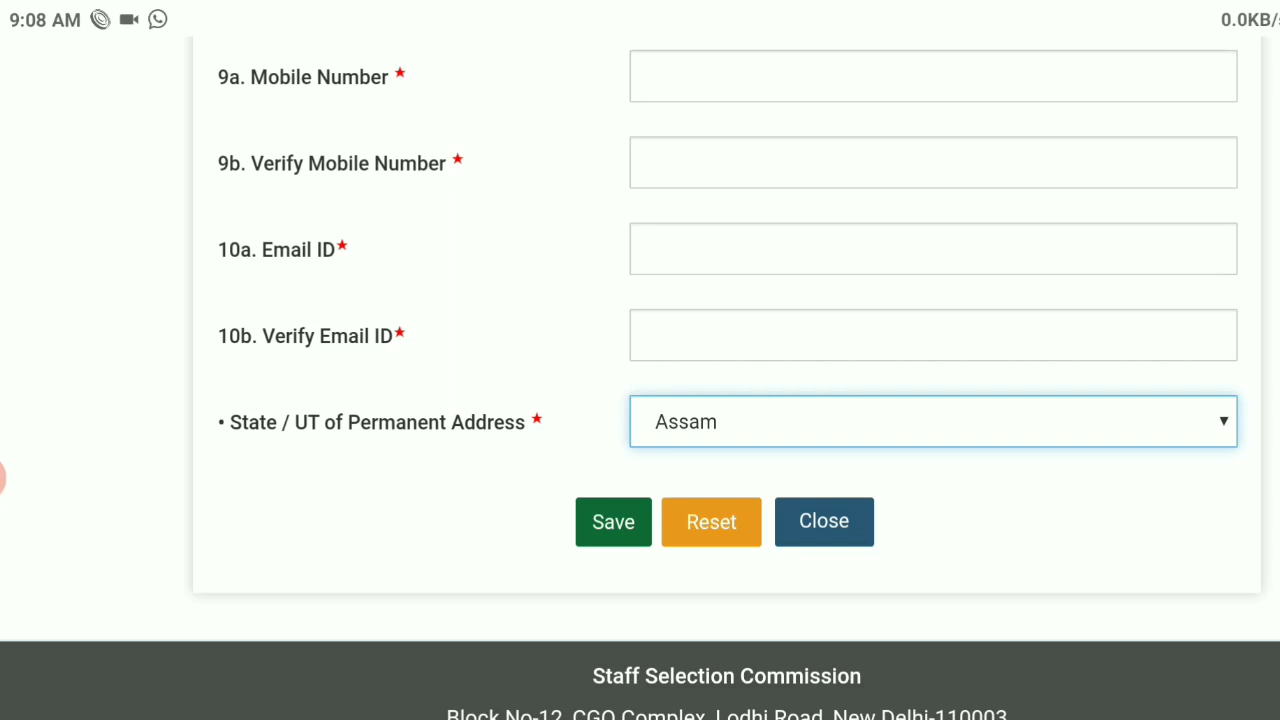 9:08 AM
0.0KB/s
9a. Mobile Number ★
9b. Verify Mobile Number ★
10a. Email ID★
10b. Verify Email ID★
• State / UT of Permanent Address ★
Assam
Save Reset Close
Staff Selection Commission
Block No-12, CGO Complex, Lodhi Road, New Delhi-110003